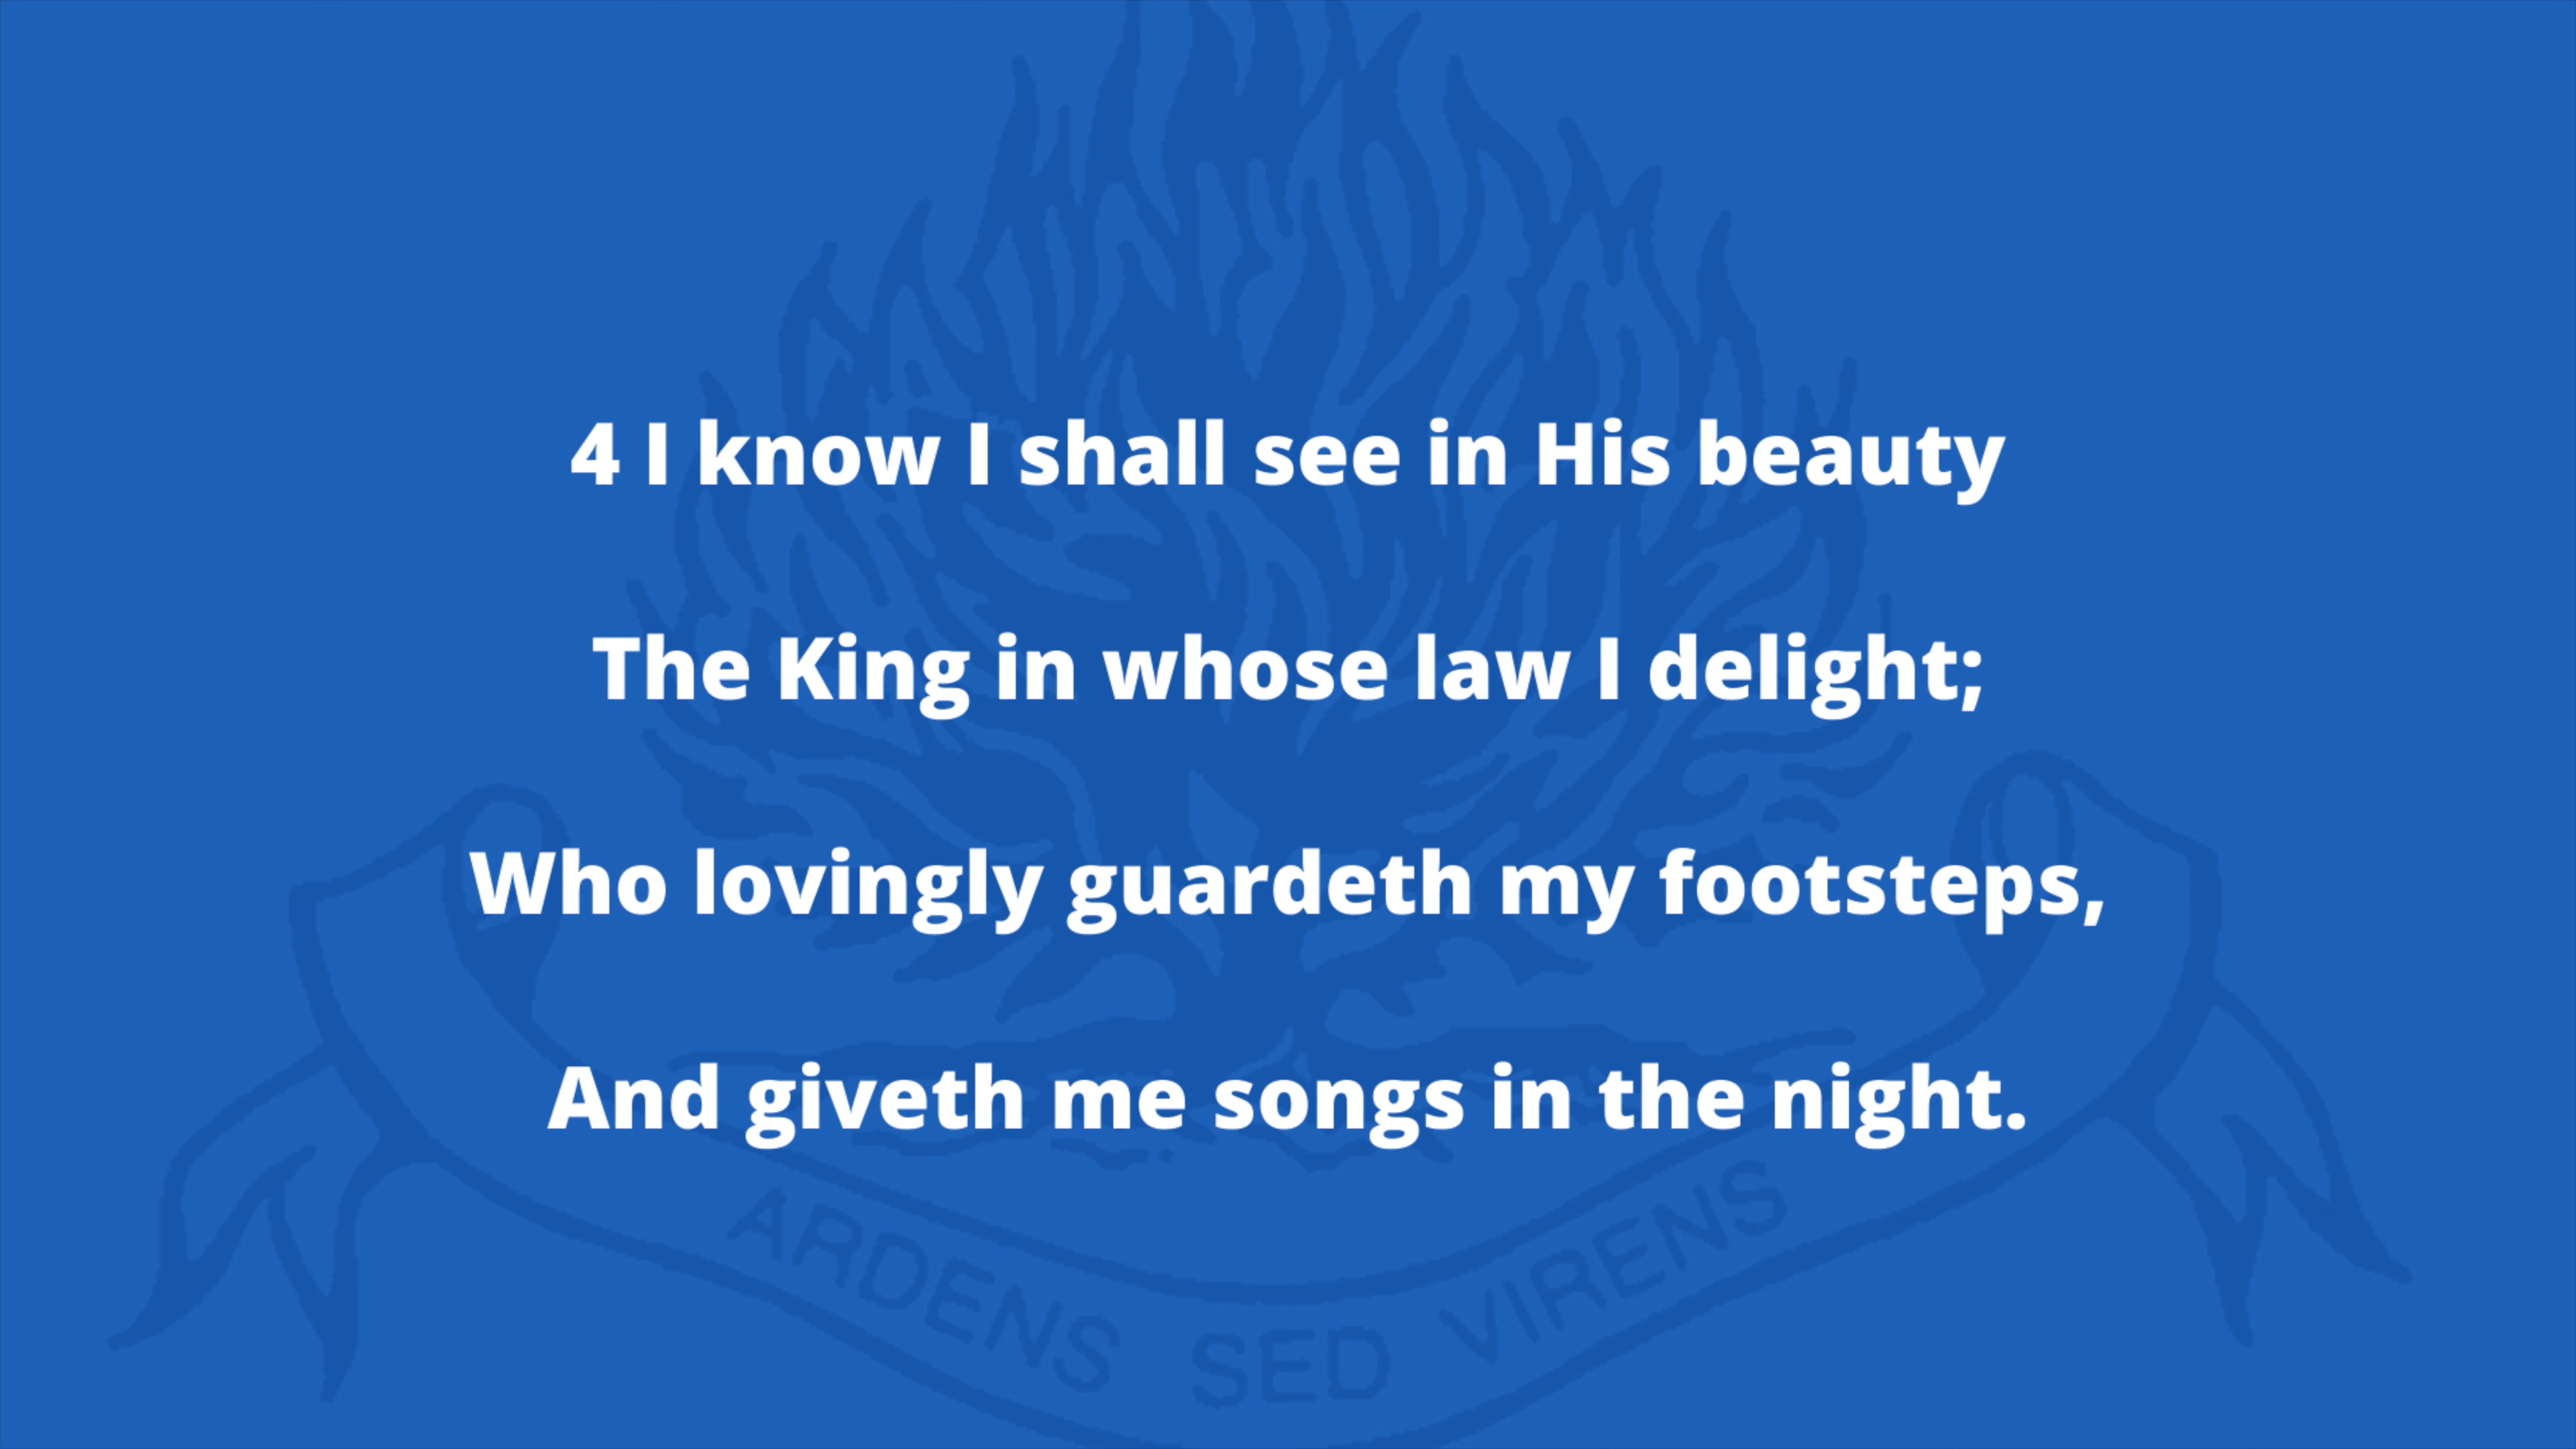 4 I know I shall see in His beauty
The King in whose law I delight;
Who lovingly guardeth my footsteps,
And giveth me songs in the night.
ARDENS SED VIRENS